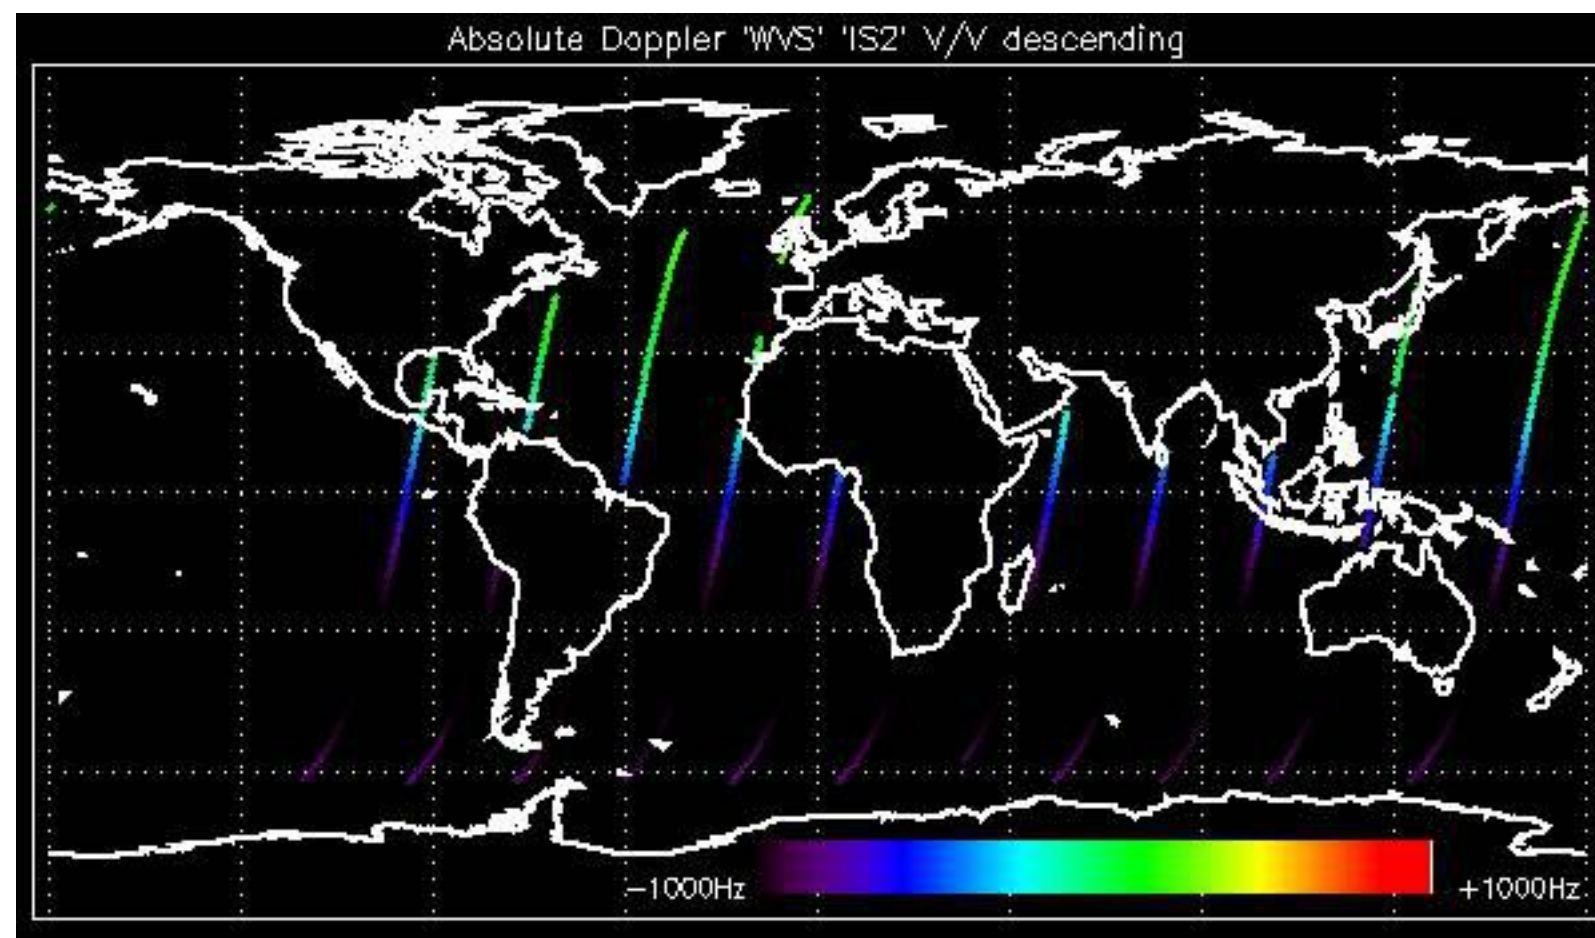 Absolute Doppler 'WVS' 'IS2' V/V descending
−1000Hz
+1000Hz